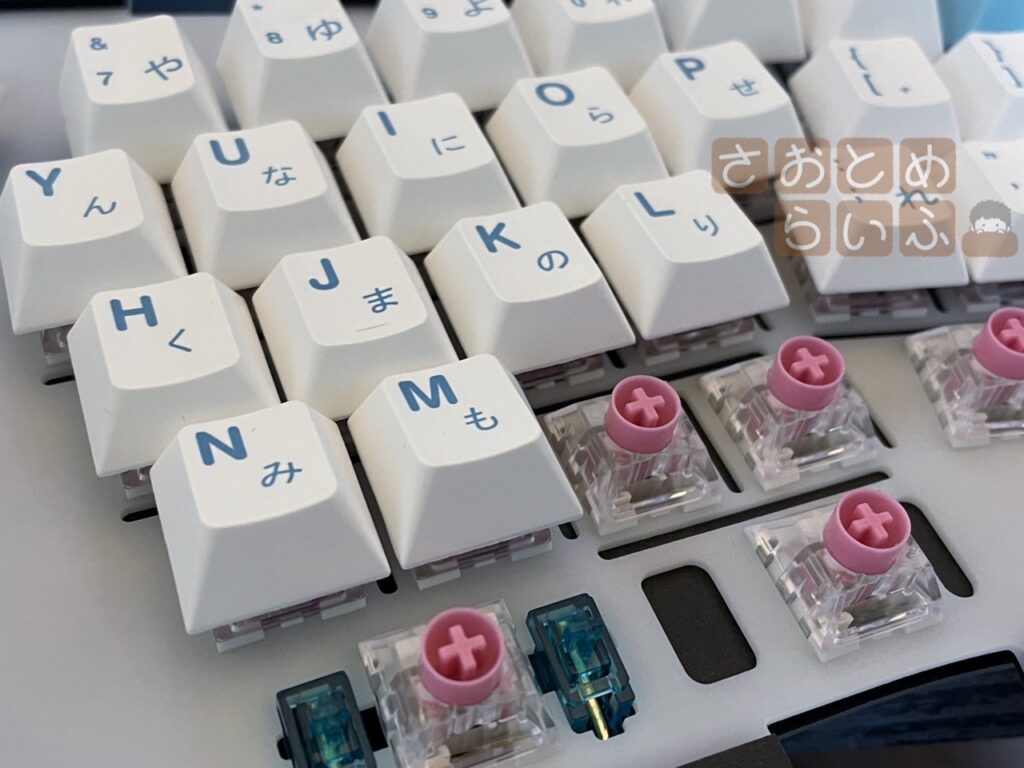 & 7 や
* 8 ゆ
9 よ
Y ん
U な
I に
O ら
P せ
{ [ 。
} ]
H く
J ま
K の
L り
れ
N み
M も
さおとめ
らいふ